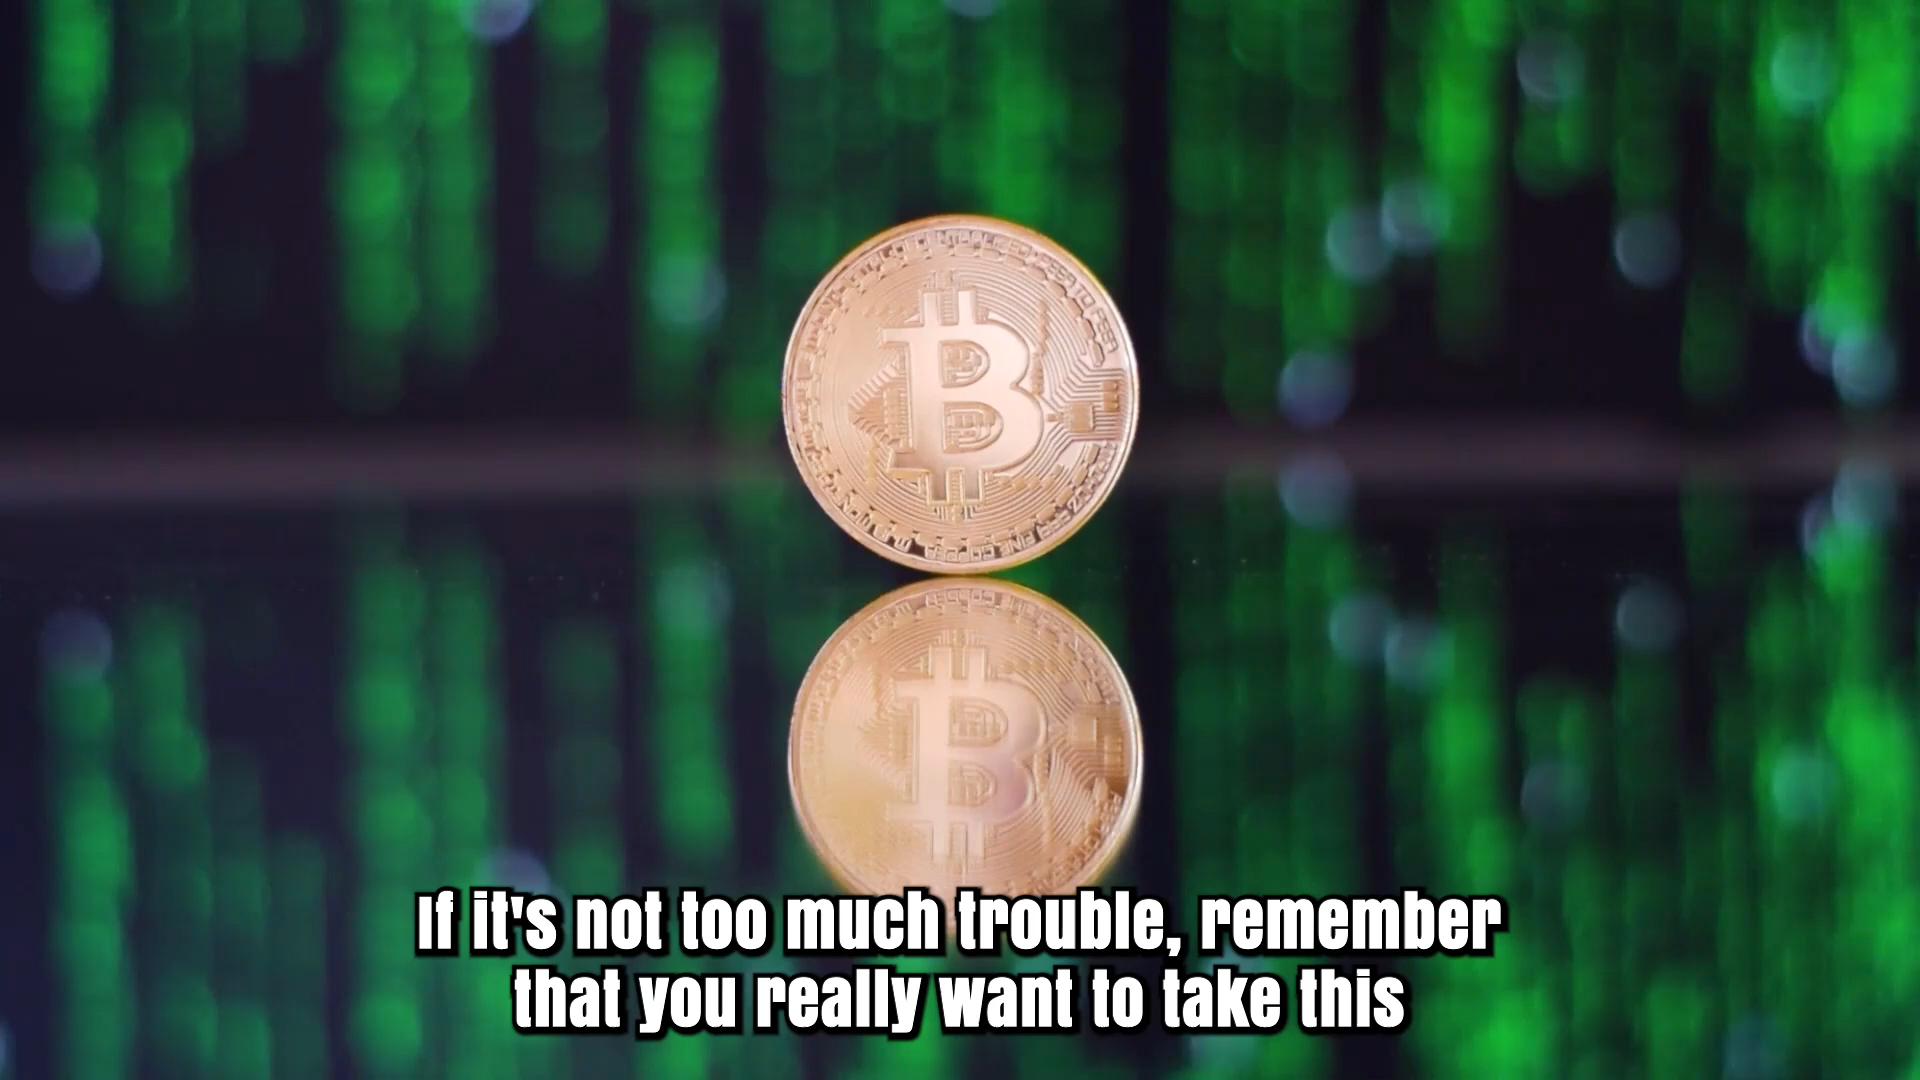 If it's not too much trouble, remember
that you really want to take this